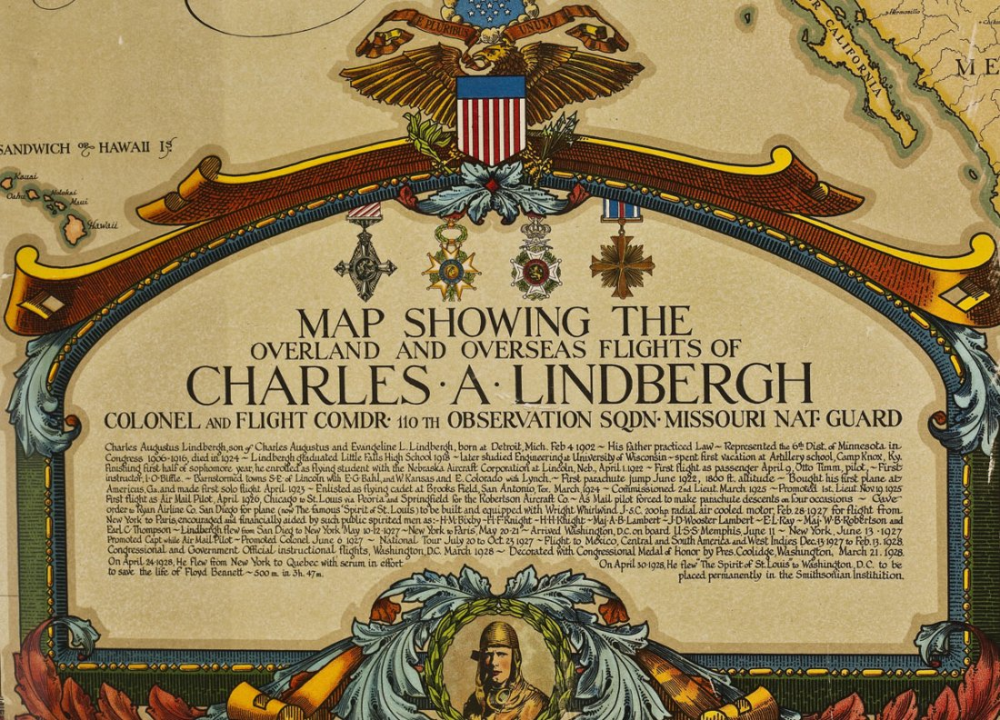 E PLURIBUS UNUM
Hermosillo
CALIFORNIA
ME
SANDWICH OR HAWAII Is
Kauai
Oahu
Molokai
Maui
Hawaii
MAP SHOWING THE
OVERLAND AND OVERSEAS FLIGHTS OF
CHARLES · A · LINDBERGH
COLONEL AND FLIGHT COMDR · 110 TH OBSERVATION SQDN · MISSOURI NAT · GUARD
Charles Augustus Lindbergh, son of Charles Augustus and Evangeline L. Lindbergh, born at Detroit, Mich. Feb 4 1902 ~ His father practiced Law ~ Represented the 6th Dist. of Minnesota in
Congress 1906-1916, died in 1924 ~ Lindbergh graduated Little Falls High School 1918 ~ later studied Engineering at University of Wisconsin ~ spent first vacation at Artillery school, Camp Knox, Ky.
Finishing first half of sophomore year, he enrolled as flying student with the Nebraska Aircraft Corporation at Lincoln, Neb., April 1, 1922 ~ First flight as passenger April 9, Otto Timm, pilot, ~ First
instructor, I·O·Biffle. ~ Barnstormed towns S·E of Lincoln with E·G·Bahl, and W. Kansas and E. Colorado with Lynch. ~ First parachute jump June 1922, 1800 ft. altitude ~ Bought his first plane at
Americus, Ga., and made first solo flight April 1923 ~ Enlisted as flying cadet at Brooks Field, San Antonio, Tex. March 1924 ~ Commissioned 2nd Lieut. March 1925 ~ Promoted 1st. Lieut Nov 19 1925
First flight as Air Mail Pilot, April 1926, Chicago to St. Louis via Peoria and Springfield for the Robertson Aircraft Co. ~ As Mail pilot forced to make parachute descents on four occasions ~ Gave
order to Ryan Airline Co. San Diego for plane (now The famous Spirit of St. Louis) to be built and equipped with Wright Whirlwind J-5-C. 200 hp radial air cooled motor, Feb. 28 1927 for flight from
New York to Paris, encouraged and financially aided by such public spirited men as:- H·M·Bixby - H·F·Knight - H·H·Knight - Maj·A·B·Lambert - J·D·Wooster Lambert - E·L·Ray - Maj·W·B·Robertson and
Earl C. Thompson ~ Lindbergh flew from San Diego to New York May 10-12-1927 ~ New York to Paris, May 20-21 ~ Arrived Washington, D.C. on board U·S·S·Memphis, June 11 ~ New York, June 13 · 1927
Promoted Capt while Air Mail Pilot ~ Promoted Colonel June 6 1927 ~ National Tour July 20 to Oct 23 1927 ~ Flight to Mexico, Central and South America and West Indies Dec. 13 1927 to Feb. 13. 1928
Congressional and Government Official instructional flights, Washington, D.C. March 1928 ~ Decorated with Congressional Medal of Honor by Pres. Coolidge, Washington, March 21. 1928.
On April 24 · 1928, He flew from New York to Quebec with serum in effort
to save the life of Floyd Bennett ~ 500 m. in 3h. 47m.
On April 30 · 1928, He flew "The Spirit of St. Louis" to Washington, D.C. to be
placed permanently in the Smithsonian Instihition.